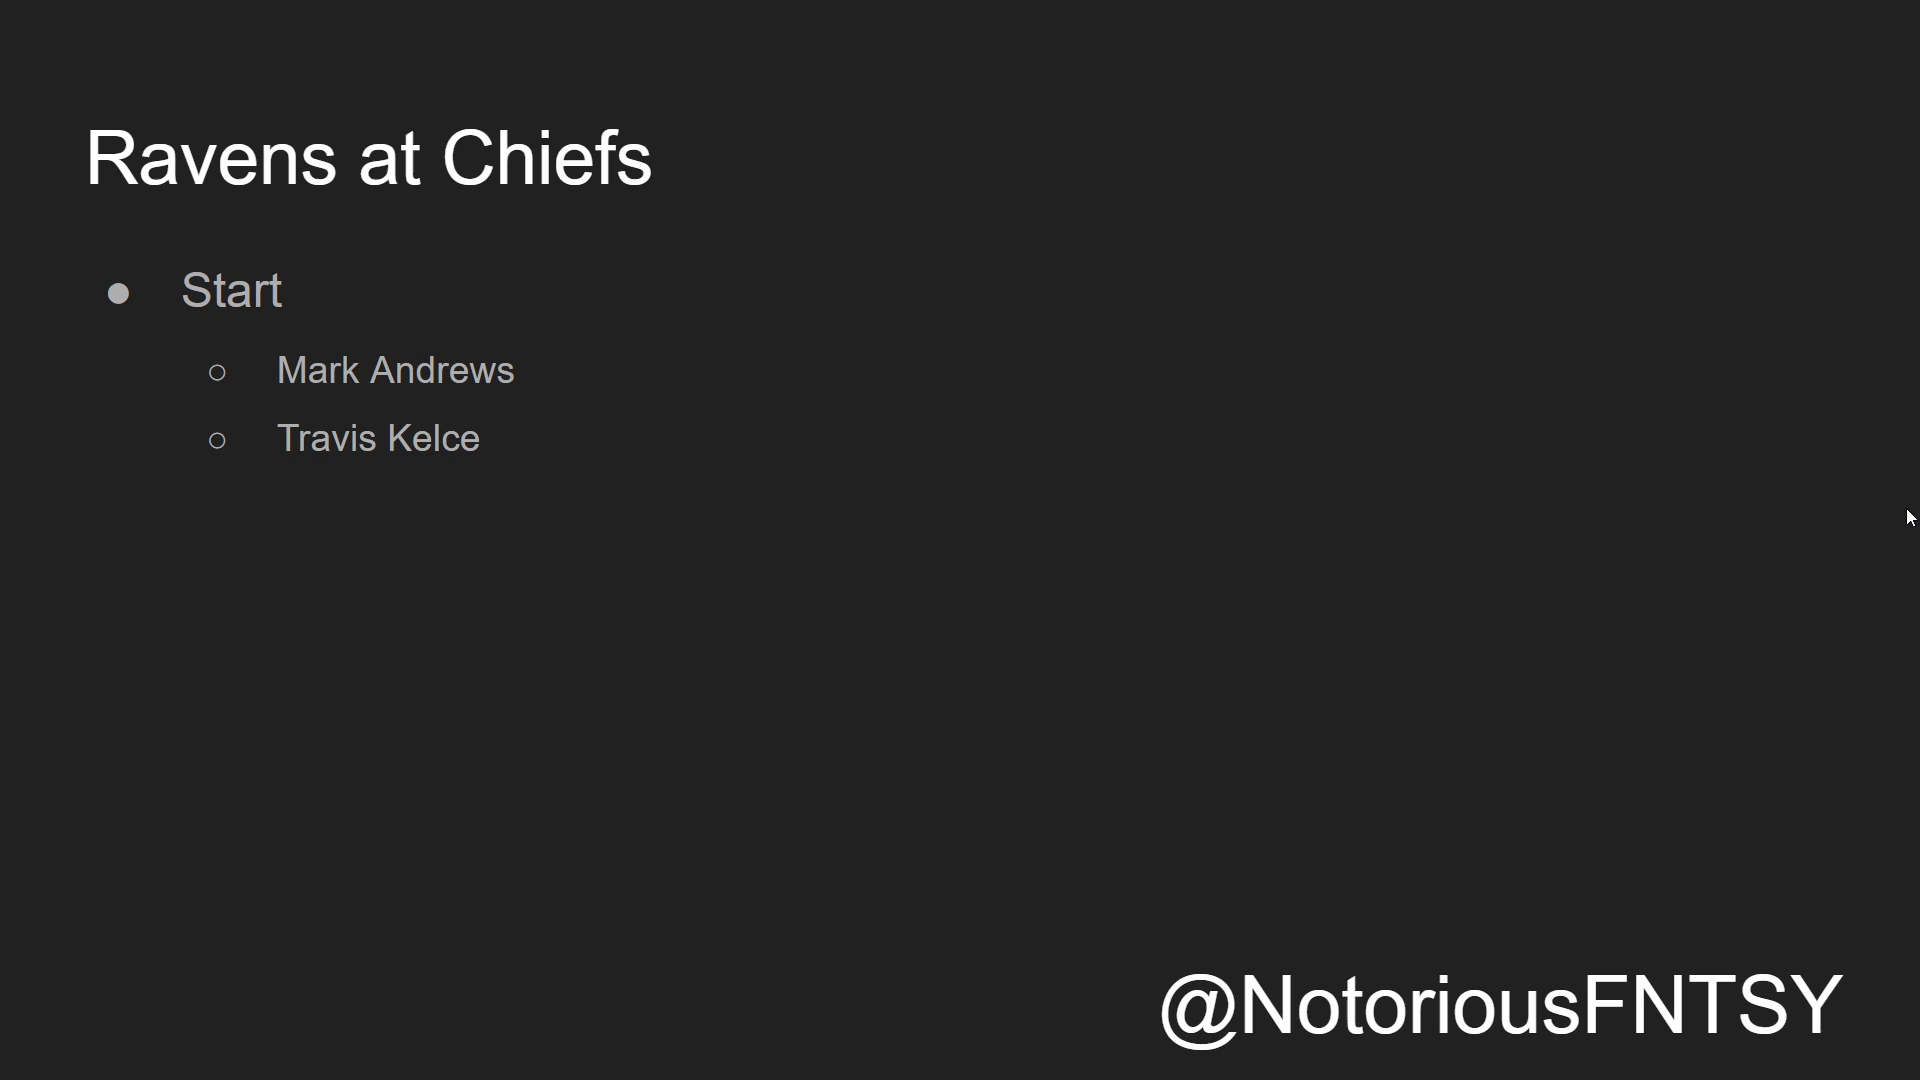 Ravens at Chiefs
● Start
○ Mark Andrews
○ Travis Kelce
@NotoriousFNTSY